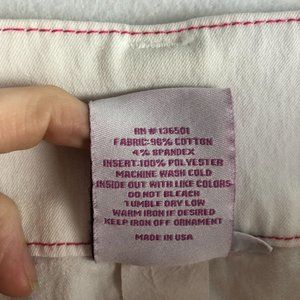 RN # 136501
FABRIC: 96% COTTON
4% SPANDEX
INSERT: 100% POLYESTER
MACHINE WASH COLD
INSIDE OUT WITH LIKE COLORS
DO NOT BLEACH
TUMBLE DRY LOW
WARM IRON IF DESIRED
KEEP IRON OFF ORNAMENT
MADE IN USA